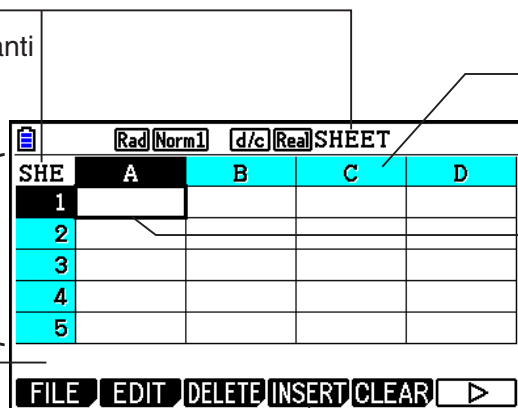 anti
Rad Norm1 d/c Real SHEET
SHE A B C D
1
2
3
4
5
FILE EDIT DELETE INSERT CLEAR ▷